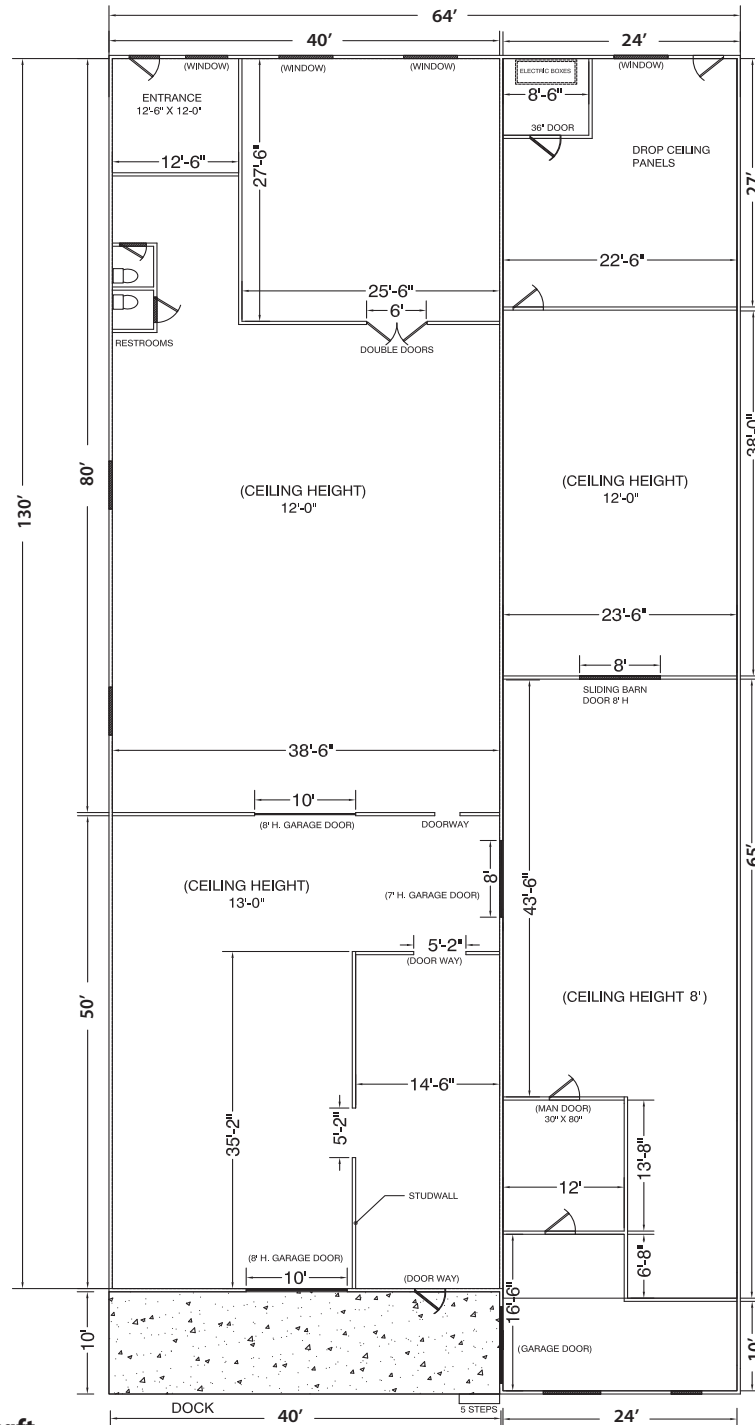 64’
40’
24’
(WINDOW)
(WINDOW)
(WINDOW)
ELECTRIC BOXES
(WINDOW)
ENTRANCE
12'-6" X 12'-0"
8'-6"
36" DOOR
DROP CEILING
PANELS
12'-6"
27'-6"
27’
25'-6"
22'-6"
6'
RESTROOMS
DOUBLE DOORS
130’
80’
(CEILING HEIGHT)
12'-0"
(CEILING HEIGHT)
12'-0"
38'-0"
23'-6"
8'
SLIDING BARN
DOOR 8' H
38'-6"
10'
(8' H. GARAGE DOOR)
DOORWAY
(CEILING HEIGHT)
13'-0"
(7' H. GARAGE DOOR)
8'
43'-6"
65’
5'-2"
(DOOR WAY)
50’
(CEILING HEIGHT 8')
14'-6"
35'-2"
5'-2"
(MAN DOOR)
30" X 80"
13'-8"
12'
STUDWALL
(8' H. GARAGE DOOR)
10'
(DOOR WAY)
6'-8"
16'-6"
10'
(GARAGE DOOR)
10’
DOCK
5 STEPS
40’
24’